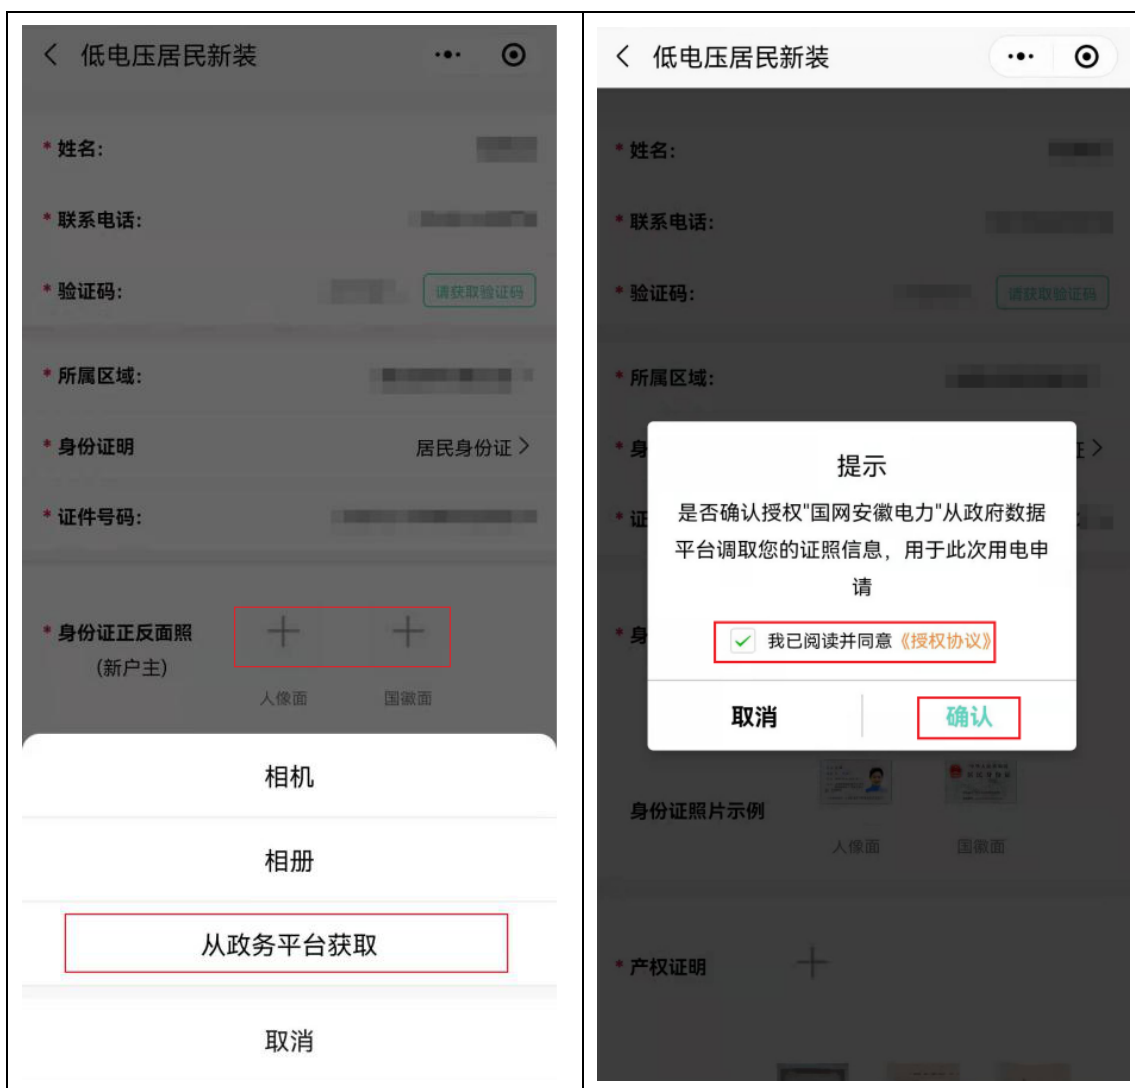 低电压居民新装
* 姓名:
* 联系电话:
* 验证码:
请获取验证码
* 所属区域:
* 身份证明
居民身份证
* 证件号码:
* 身份证正反面照
(新户主)
人像面
国徽面
相机
相册
从政务平台获取
取消
低电压居民新装
* 姓名:
* 联系电话:
* 验证码:
请获取验证码
* 所属区域:
* 身
证
提示
是否确认授权"国网安徽电力"从政府数据
* 证
平台调取您的证照信息，用于此次用电申
请
* 身
我已阅读并同意《授权协议》
取消
确认
身份证照片示例
人像面
国徽面
* 产权证明